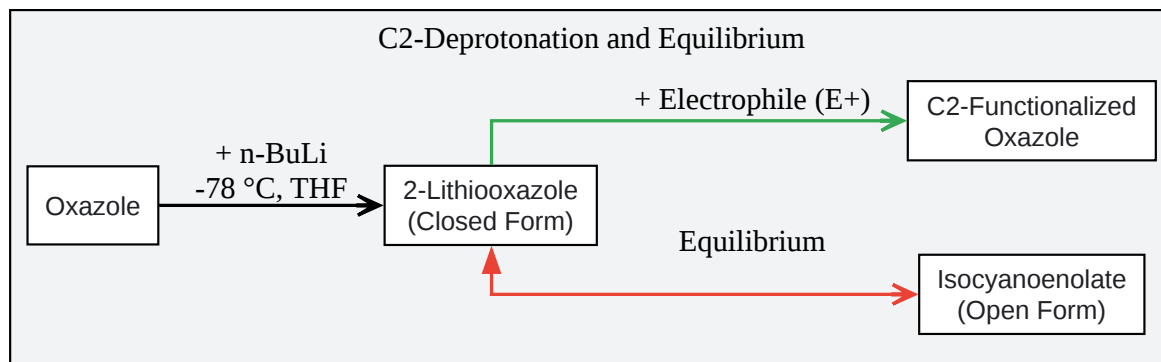 C2-Deprotonation and Equilibrium
+ Electrophile (E+)
C2-Functionalized
Oxazole
+ n-BuLi
-78 °C, THF
Oxazole
2-Lithiooxazole
(Closed Form)
Equilibrium
Isocyanoenolate
(Open Form)